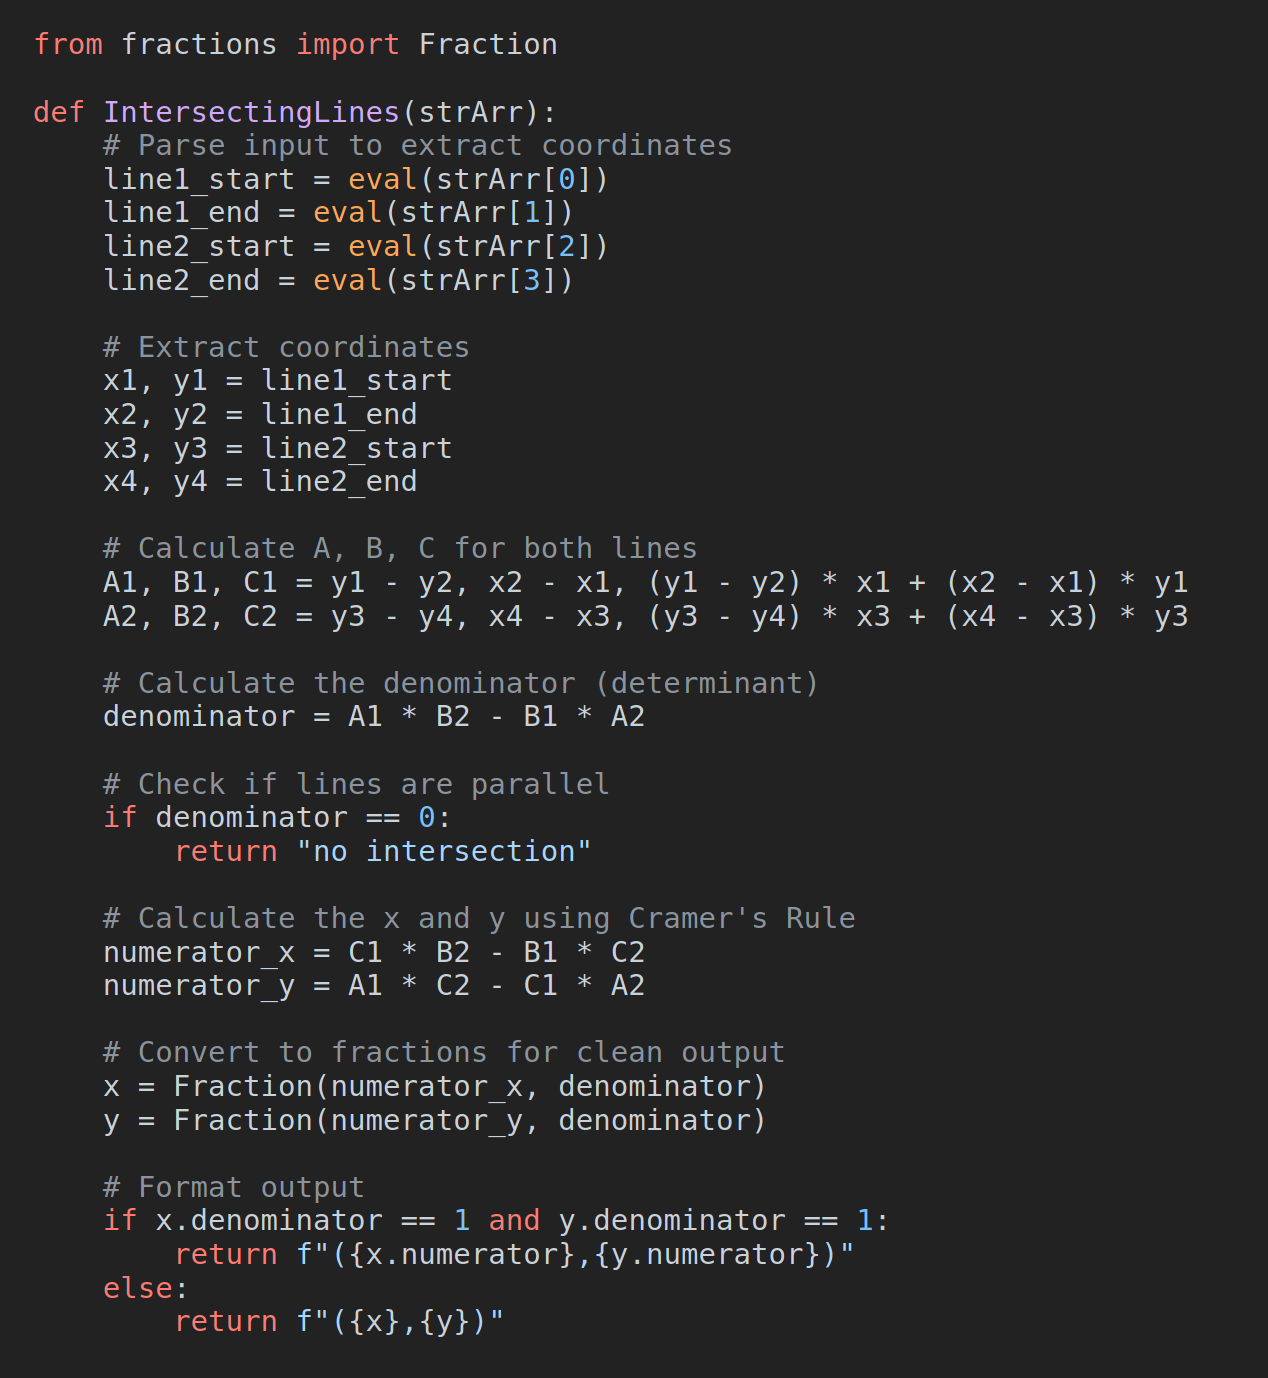 from fractions import Fraction

def IntersectingLines(strArr):
    # Parse input to extract coordinates
    line1_start = eval(strArr[0])
    line1_end = eval(strArr[1])
    line2_start = eval(strArr[2])
    line2_end = eval(strArr[3])

    # Extract coordinates
    x1, y1 = line1_start
    x2, y2 = line1_end
    x3, y3 = line2_start
    x4, y4 = line2_end

    # Calculate A, B, C for both lines
    A1, B1, C1 = y1 - y2, x2 - x1, (y1 - y2) * x1 + (x2 - x1) * y1
    A2, B2, C2 = y3 - y4, x4 - x3, (y3 - y4) * x3 + (x4 - x3) * y3

    # Calculate the denominator (determinant)
    denominator = A1 * B2 - B1 * A2

    # Check if lines are parallel
    if denominator == 0:
        return "no intersection"

    # Calculate the x and y using Cramer's Rule
    numerator_x = C1 * B2 - B1 * C2
    numerator_y = A1 * C2 - C1 * A2

    # Convert to fractions for clean output
    x = Fraction(numerator_x, denominator)
    y = Fraction(numerator_y, denominator)

    # Format output
    if x.denominator == 1 and y.denominator == 1:
        return f"({x.numerator},{y.numerator})"
    else:
        return f"({x},{y})"